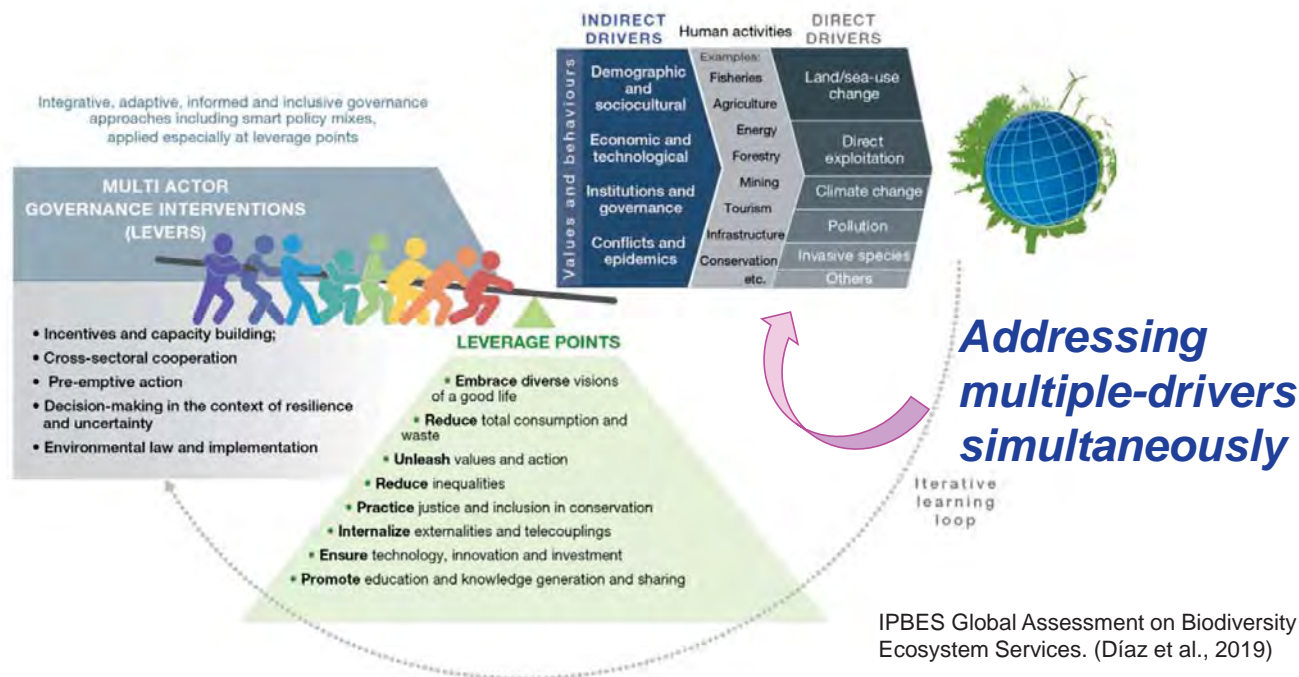 Integrative, adaptive, informed and inclusive governance
approaches including smart policy mixes,
applied especially at leverage points
MULTI ACTOR
GOVERNANCE INTERVENTIONS
(LEVERS)
• Incentives and capacity building;
• Cross-sectoral cooperation
• Pre-emptive action
• Decision-making in the context of resilience
and uncertainty
• Environmental law and implementation
LEVERAGE POINTS
• Embrace diverse visions
of a good life
• Reduce total consumption and
waste
• Unleash values and action
• Reduce inequalities
• Practice justice and inclusion in conservation
• Internalize externalities and telecouplings
• Ensure technology, innovation and investment
• Promote education and knowledge generation and sharing
INDIRECT
DRIVERS
Values and behaviours
Demographic
and
sociocultural
Economic and
technological
Institutions and
governance
Conflicts and
epidemics
Human activities
Examples:
Fisheries
Agriculture
Energy
Forestry
Mining
Tourism
Infrastructure
Conservation
etc.
DIRECT
DRIVERS
Land/sea-use
change
Direct
exploitation
Climate change
Pollution
Invasive species
Others
Addressing
multiple-drivers
simultaneously
Iterative
learning
loop
IPBES Global Assessment on Biodiversity
Ecosystem Services. (Díaz et al., 2019)